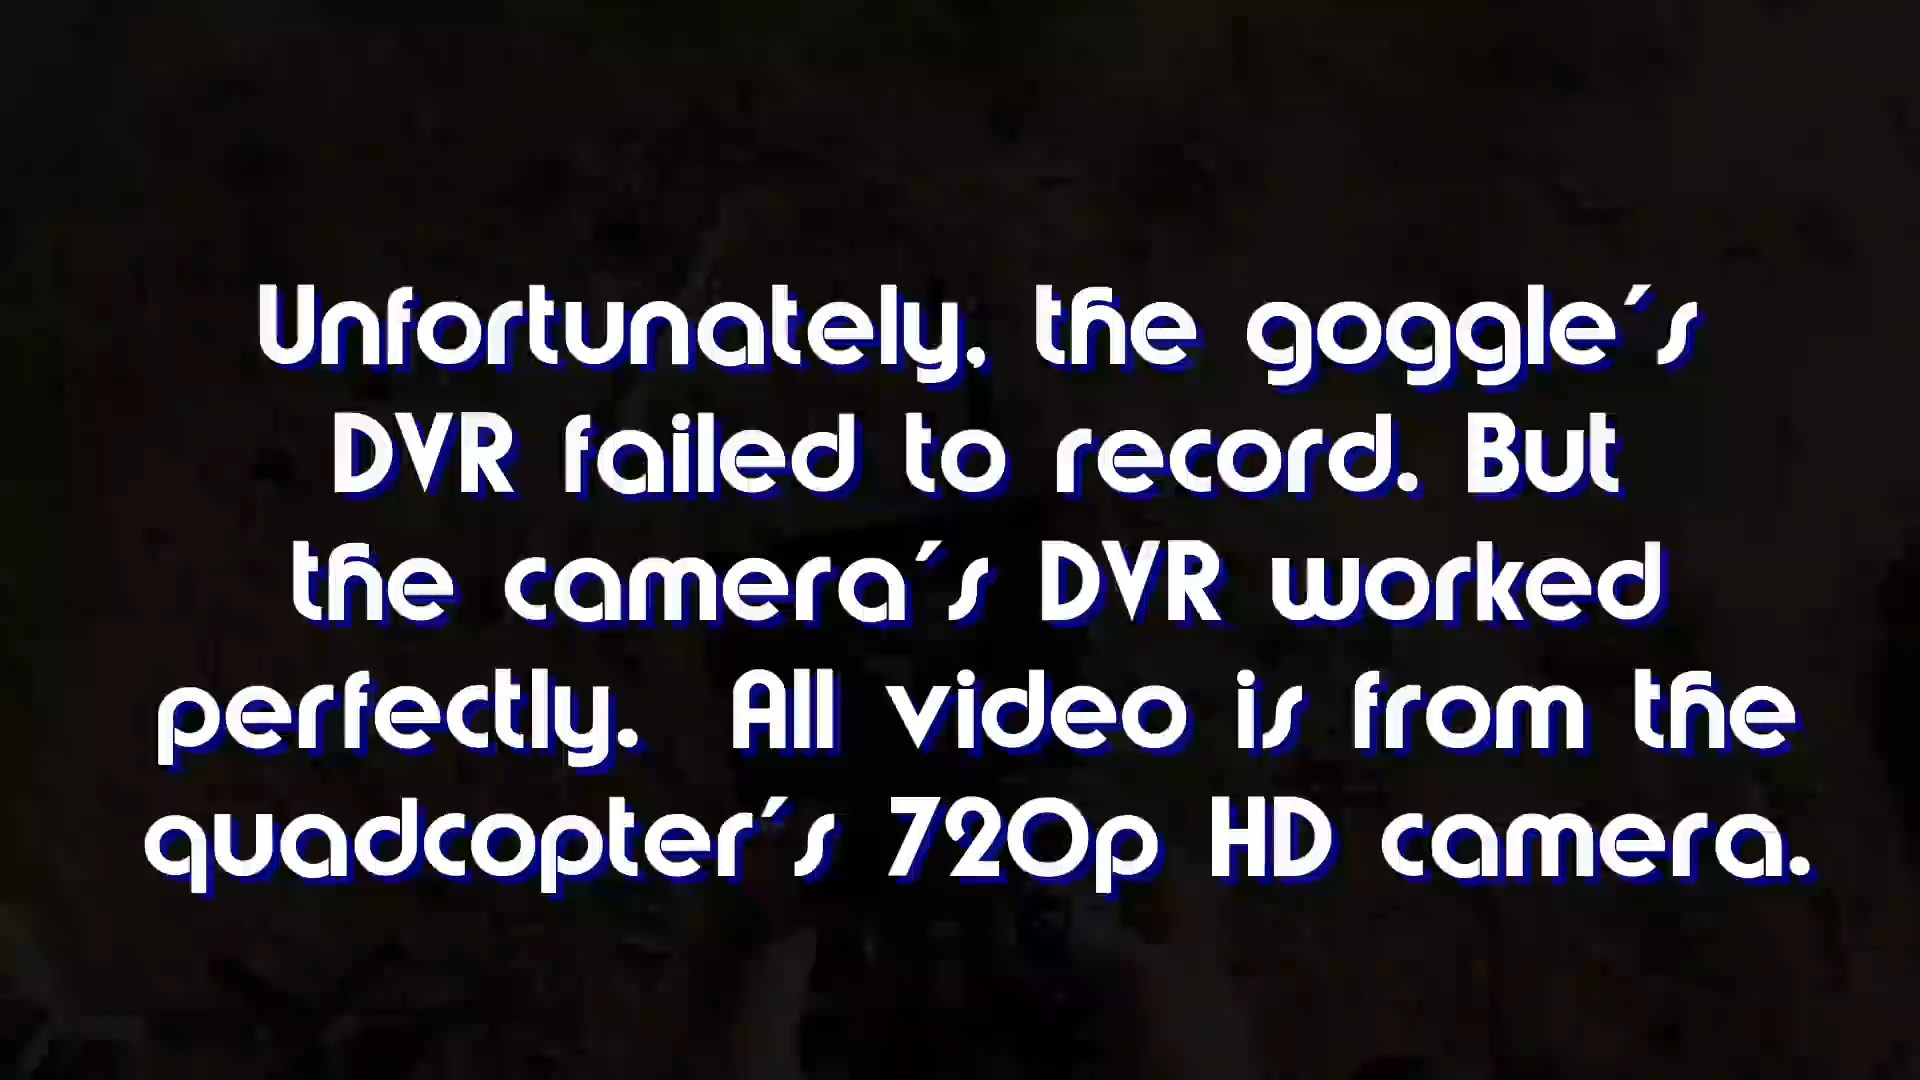 Unfortunately, the goggle's
DVR failed to record. But
the camera's DVR worked
perfectly.  All video is from the
quadcopter's 720p HD camera.